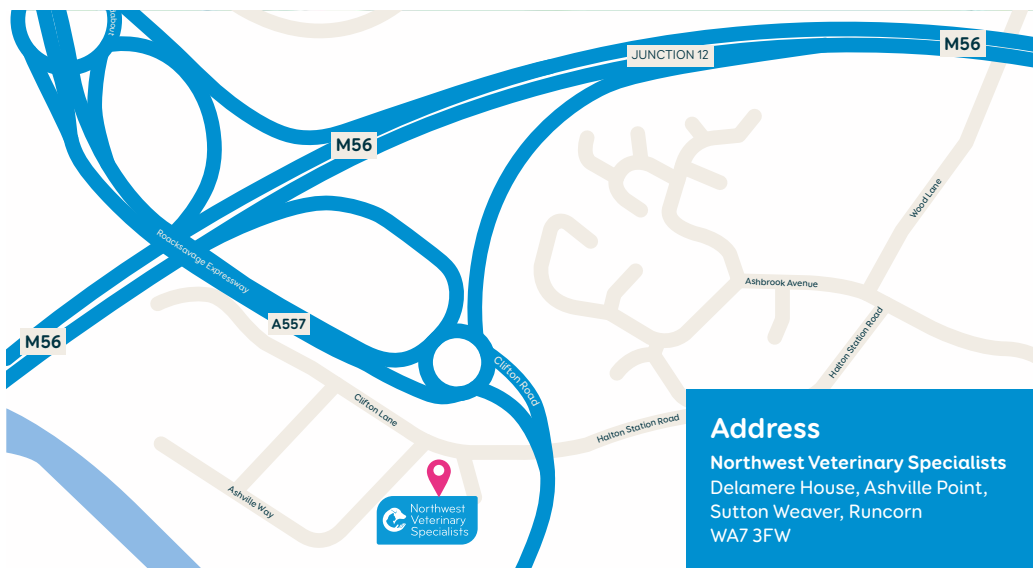 JUNCTION 12
M56
M56
Wood Lane
Roacksavage Expressway
Ashbrook Avenue
A557
M56
Halton Station Road
Clifton Road
Clifton Lane
Halton Station Road
Ashville Way
Northwest
Veterinary
Specialists
Address
Northwest Veterinary Specialists
Delamere House, Ashville Point,
Sutton Weaver, Runcorn
WA7 3FW